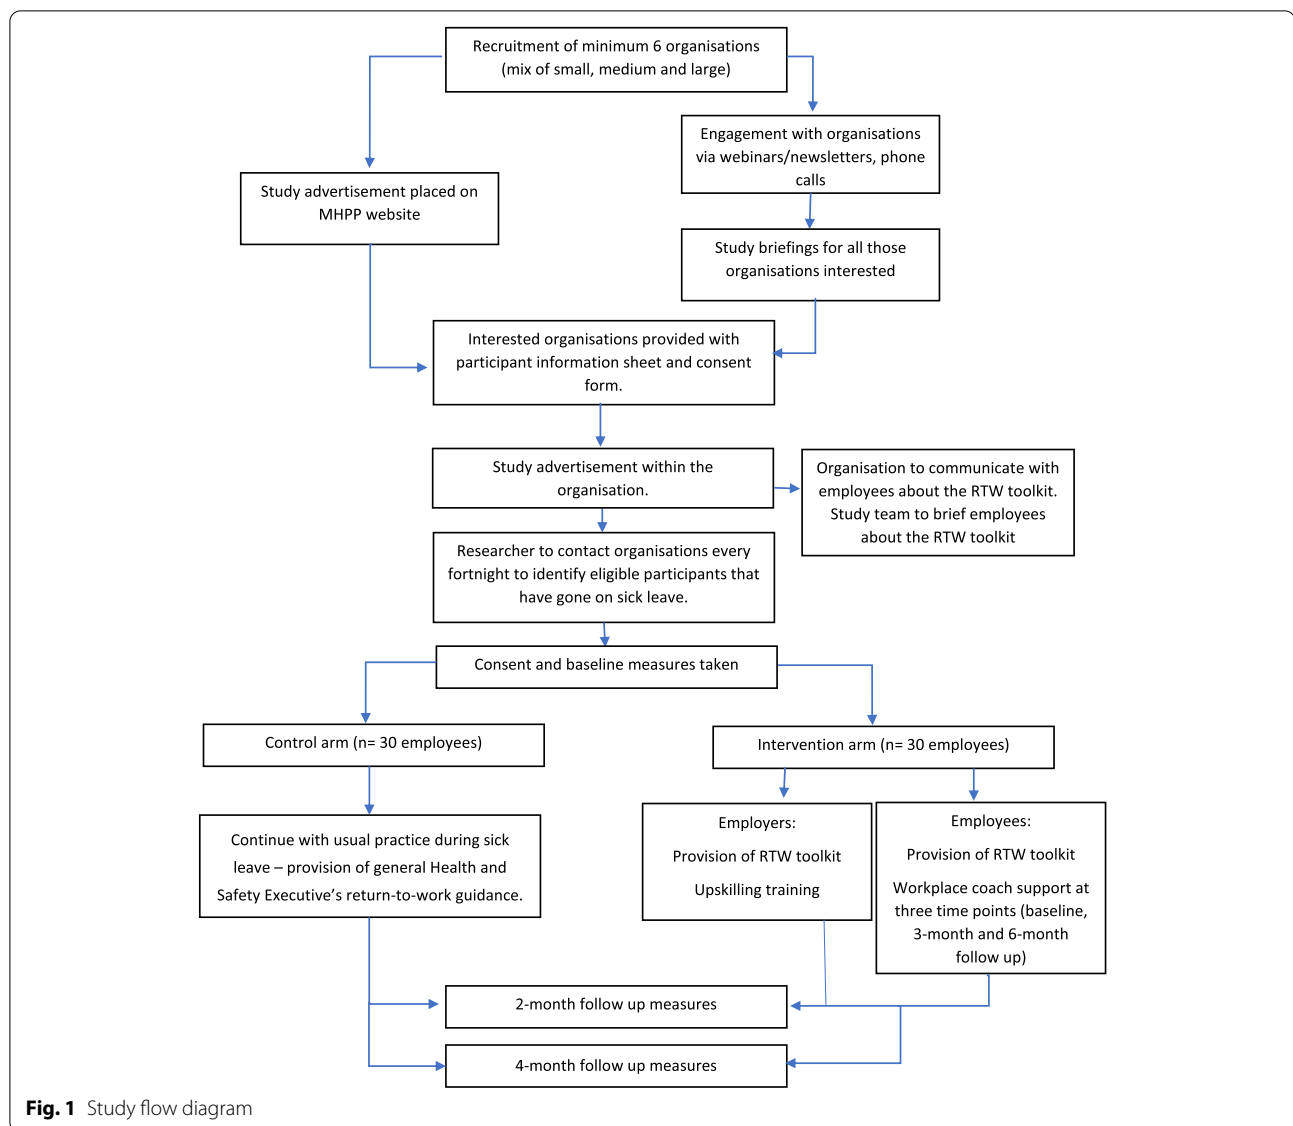 Recruitment of minimum 6 organisations
(mix of small, medium and large)
Engagement with organisations
via webinars/newsletters, phone
calls
Study advertisement placed on
MHPP website
Study briefings for all those
organisations interested
Interested organisations provided with
participant information sheet and consent
form.
Study advertisement within the
organisation.
Organisation to communicate with
employees about the RTW toolkit.
Study team to brief employees
about the RTW toolkit
Researcher to contact organisations every
fortnight to identify eligible participants that
have gone on sick leave.
Consent and baseline measures taken
Control arm (n= 30 employees)
Intervention arm (n= 30 employees)
Continue with usual practice during sick
leave – provision of general Health and
Safety Executive’s return-to-work guidance.
Employers:
Provision of RTW toolkit
Upskilling training
Employees:
Provision of RTW toolkit
Workplace coach support at
three time points (baseline,
3-month and 6-month
follow up)
2-month follow up measures
4-month follow up measures
Fig. 1 Study flow diagram